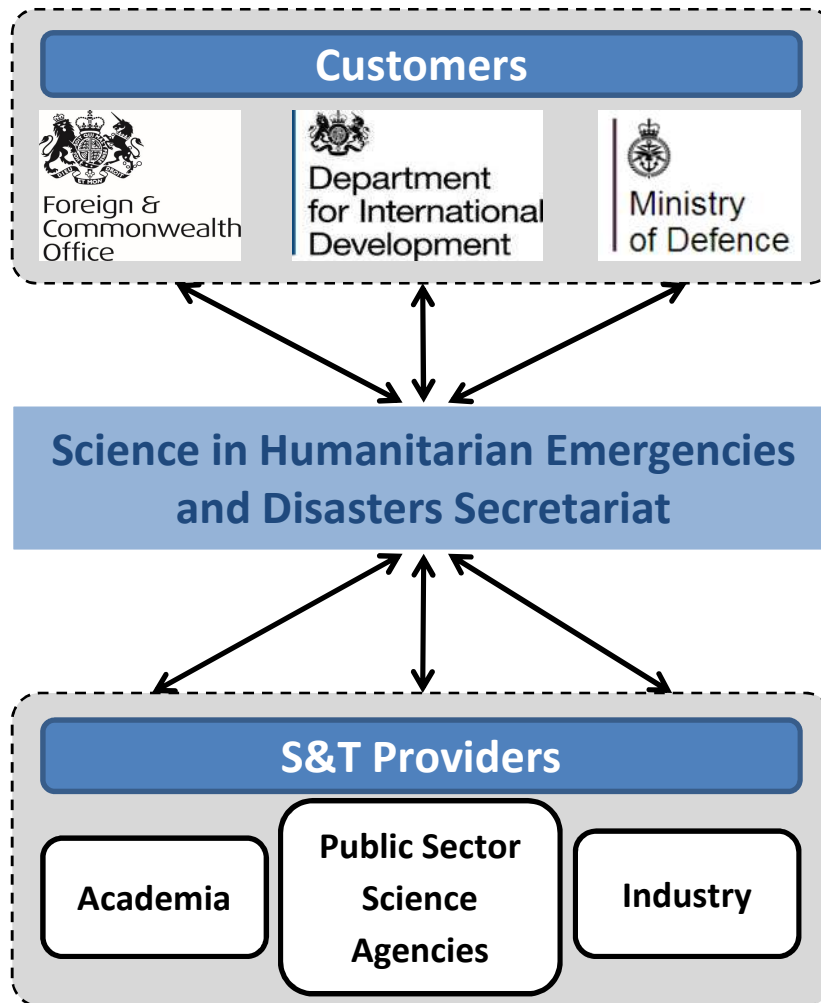 Customers
Foreign &
Commonwealth
Office
Department
for International
Development
Ministry
of Defence
Science in Humanitarian Emergencies
and Disasters Secretariat
S&T Providers
Academia
Public Sector
Science
Agencies
Industry